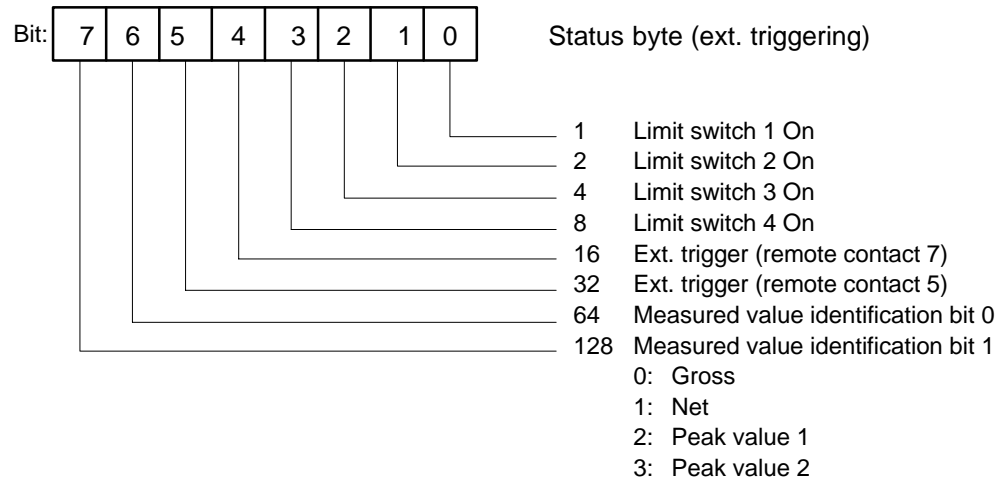 Bit: 7 6 5 4 3 2 1 0 Status byte (ext. triggering)
1 Limit switch 1 On
2 Limit switch 2 On
4 Limit switch 3 On
8 Limit switch 4 On
16 Ext. trigger (remote contact 7)
32 Ext. trigger (remote contact 5)
64 Measured value identification bit 0
128 Measured value identification bit 1
0: Gross
1: Net
2: Peak value 1
3: Peak value 2